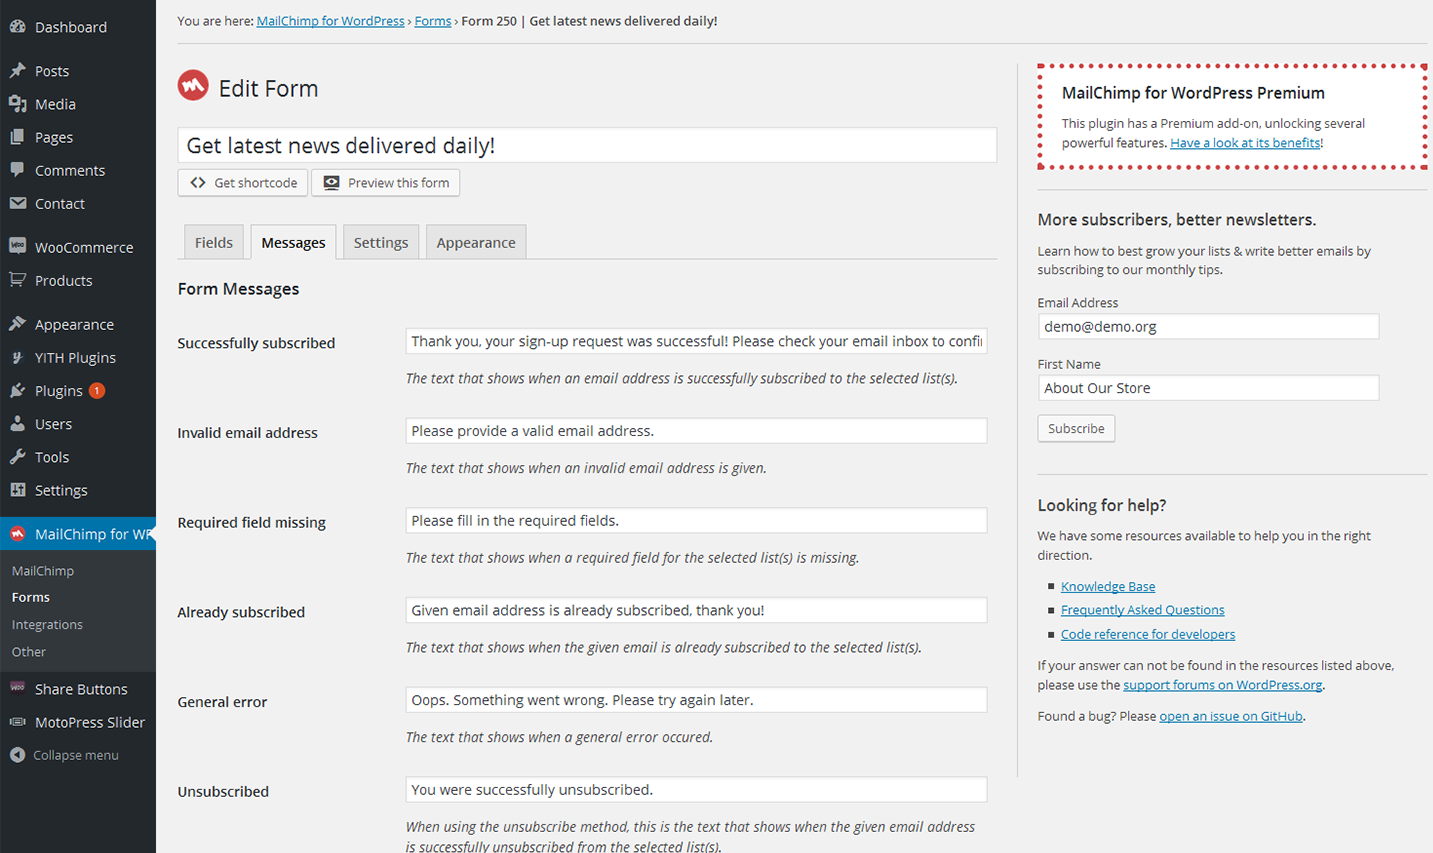 Dashboard
Posts
Media
Pages
Comments
Contact
WooCommerce
Products
Appearance
YITH Plugins
Plugins 1
Users
Tools
Settings
MailChimp for WP
MailChimp
Forms
Integrations
Other
Share Buttons
MotoPress Slider
Collapse menu
You are here: MailChimp for WordPress › Forms › Form 250 | Get latest news delivered daily!
Edit Form
Get latest news delivered daily!
Get shortcode
Preview this form
Fields
Messages
Settings
Appearance
Form Messages
Successfully subscribed
Thank you, your sign-up request was successful! Please check your email inbox to confi
The text that shows when an email address is successfully subscribed to the selected list(s).
Invalid email address
Please provide a valid email address.
The text that shows when an invalid email address is given.
Required field missing
Please fill in the required fields.
The text that shows when a required field for the selected list(s) is missing.
Already subscribed
Given email address is already subscribed, thank you!
The text that shows when the given email is already subscribed to the selected list(s).
General error
Oops. Something went wrong. Please try again later.
The text that shows when a general error occured.
Unsubscribed
You were successfully unsubscribed.
When using the unsubscribe method, this is the text that shows when the given email address
is successfully unsubscribed from the selected list(s).
MailChimp for WordPress Premium
This plugin has a Premium add-on, unlocking several
powerful features. Have a look at its benefits!
More subscribers, better newsletters.
Learn how to best grow your lists & write better emails by
subscribing to our monthly tips.
Email Address
demo@demo.org
First Name
About Our Store
Subscribe
Looking for help?
We have some resources available to help you in the right
direction.
Knowledge Base
Frequently Asked Questions
Code reference for developers
If your answer can not be found in the resources listed above,
please use the support forums on WordPress.org.
Found a bug? Please open an issue on GitHub.